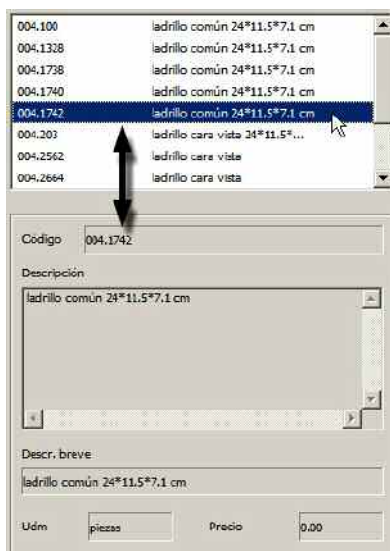 004.100 ladrillo común 24*11.5*7.1 cm
004.1328 ladrillo común 24*11.5*7.1 cm
004.1738 ladrillo común 24*11.5*7.1 cm
004.1740 ladrillo común 24*11.5*7.1 cm
004.1742 ladrillo común 24*11.5*7.1 cm
004.203 ladrillo cara vista 24*11.5*...
004.2562 ladrillo cara vista
004.2664 ladrillo cara vista
Código 004.1742
Descripción
ladrillo común 24*11.5*7.1 cm
Descr. breve
ladrillo común 24*11.5*7.1 cm
Udm piezas Precio 0.00